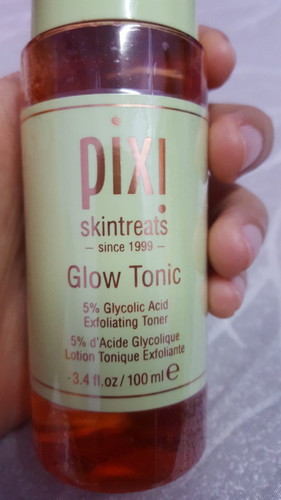 pixi
skintreats
– since 1999 –
Glow Tonic
5% Glycolic Acid
Exfoliating Toner
5% d'Acide Glycolique
Lotion Tonique Exfoliante
3.4 fl.oz/100 ml ℮